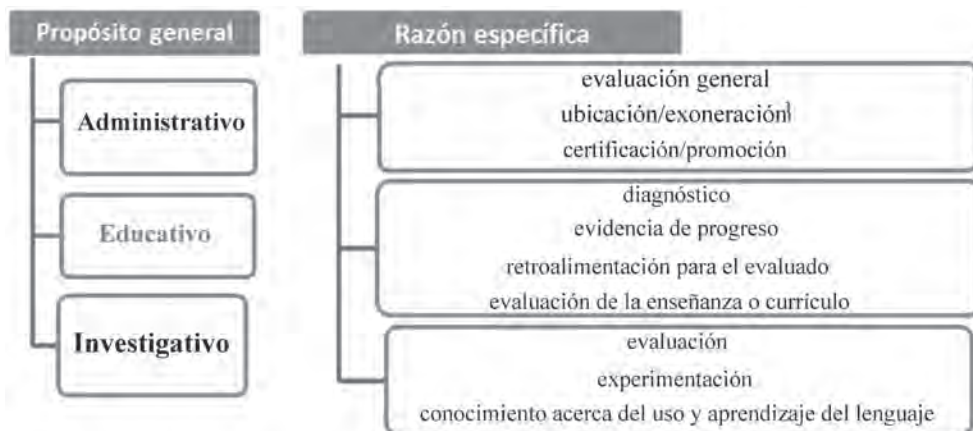 Propósito general
Administrativo
Educativo
Investigativo
Razón específica
evaluación general
ubicación/exoneración
certificación/promoción
diagnóstico
evidencia de progreso
retroalimentación para el evaluado
evaluación de la enseñanza o currículo
evaluación
experimentación
conocimiento acerca del uso y aprendizaje del lenguaje